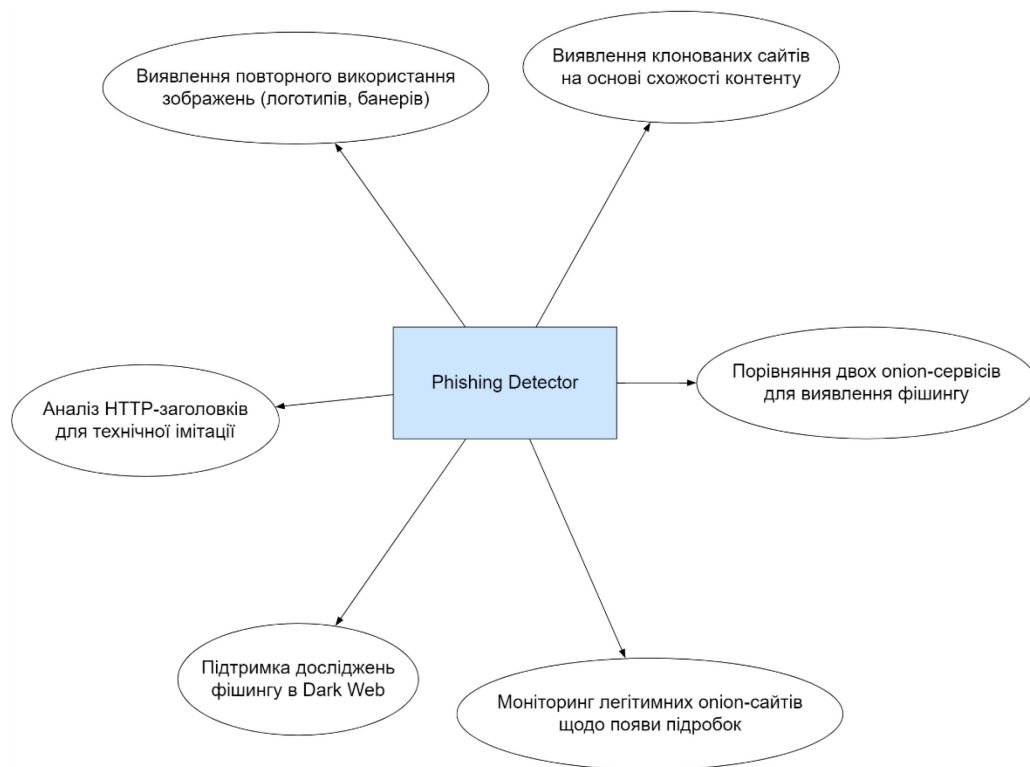 Виявлення повторного використання
зображень (логотипів, банерів)
Виявлення клонованих сайтів
на основі схожості контенту
Phishing Detector
Порівняння двох onion-сервісів
для виявлення фішингу
Аналіз HTTP-заголовків
для технічної імітації
Підтримка досліджень
фішингу в Dark Web
Моніторинг легітимних onion-сайтів
щодо появи підробок